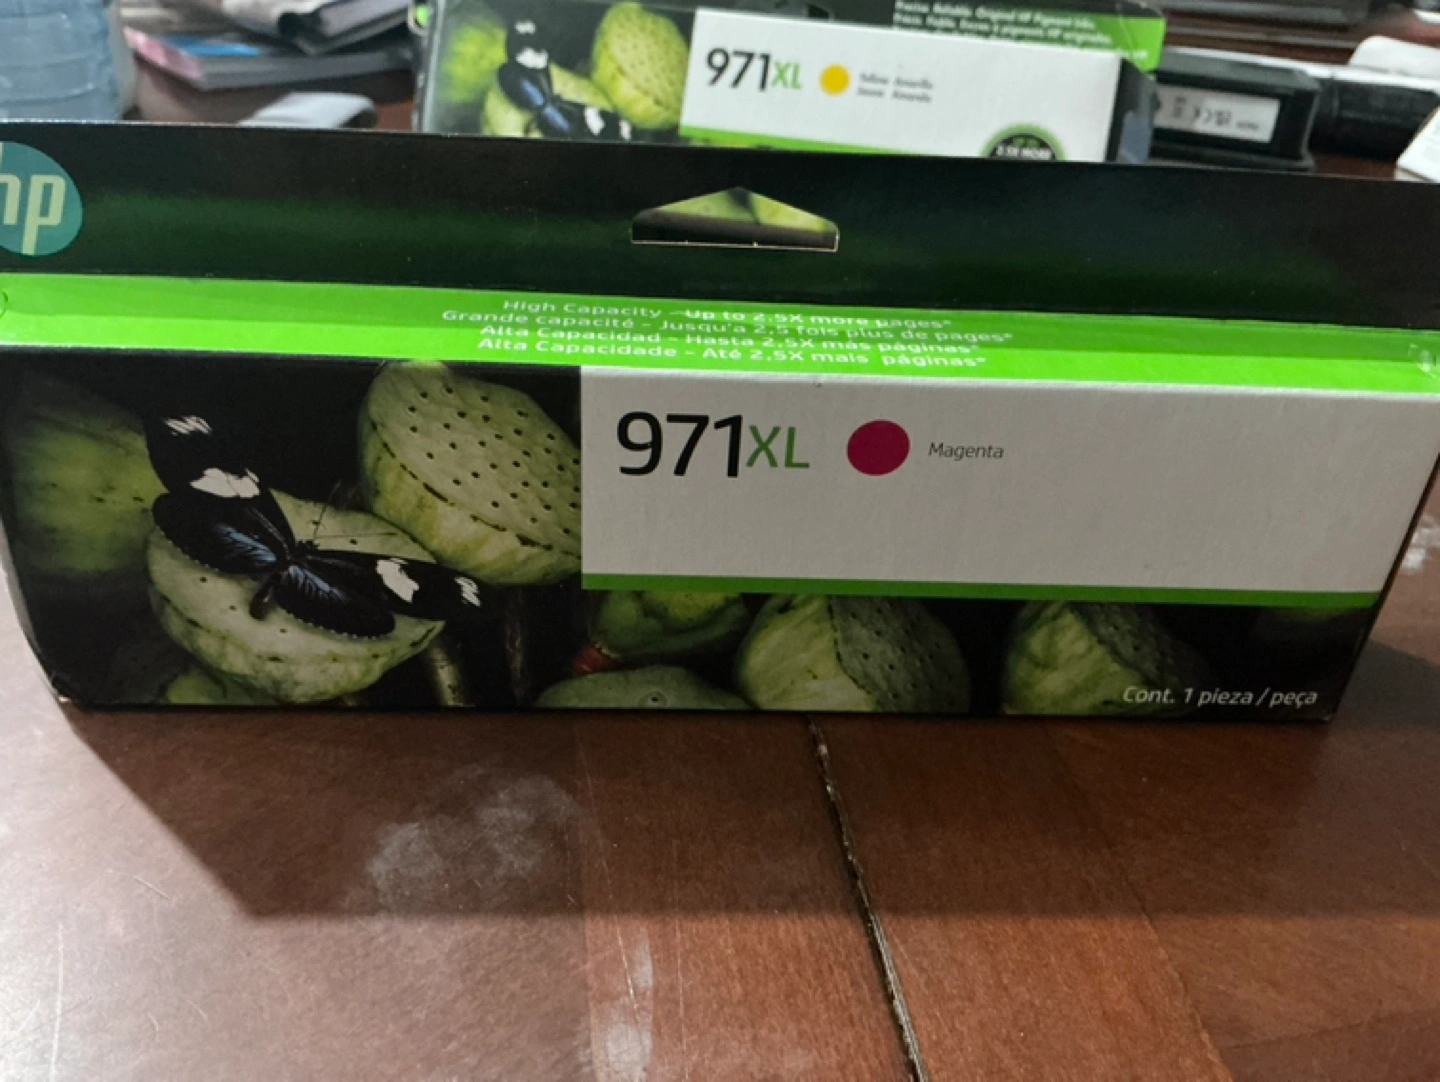 971XL
hp
High Capacity - Up to 2.5X more pages*
Grande capacité - Jusqu'à 2,5 fois plus de pages*
Alta Capacidad - Hasta 2.5X más páginas*
Alta Capacidade - Até 2,5X mais páginas*
971XL Magenta
Cont. 1 pieza / peça